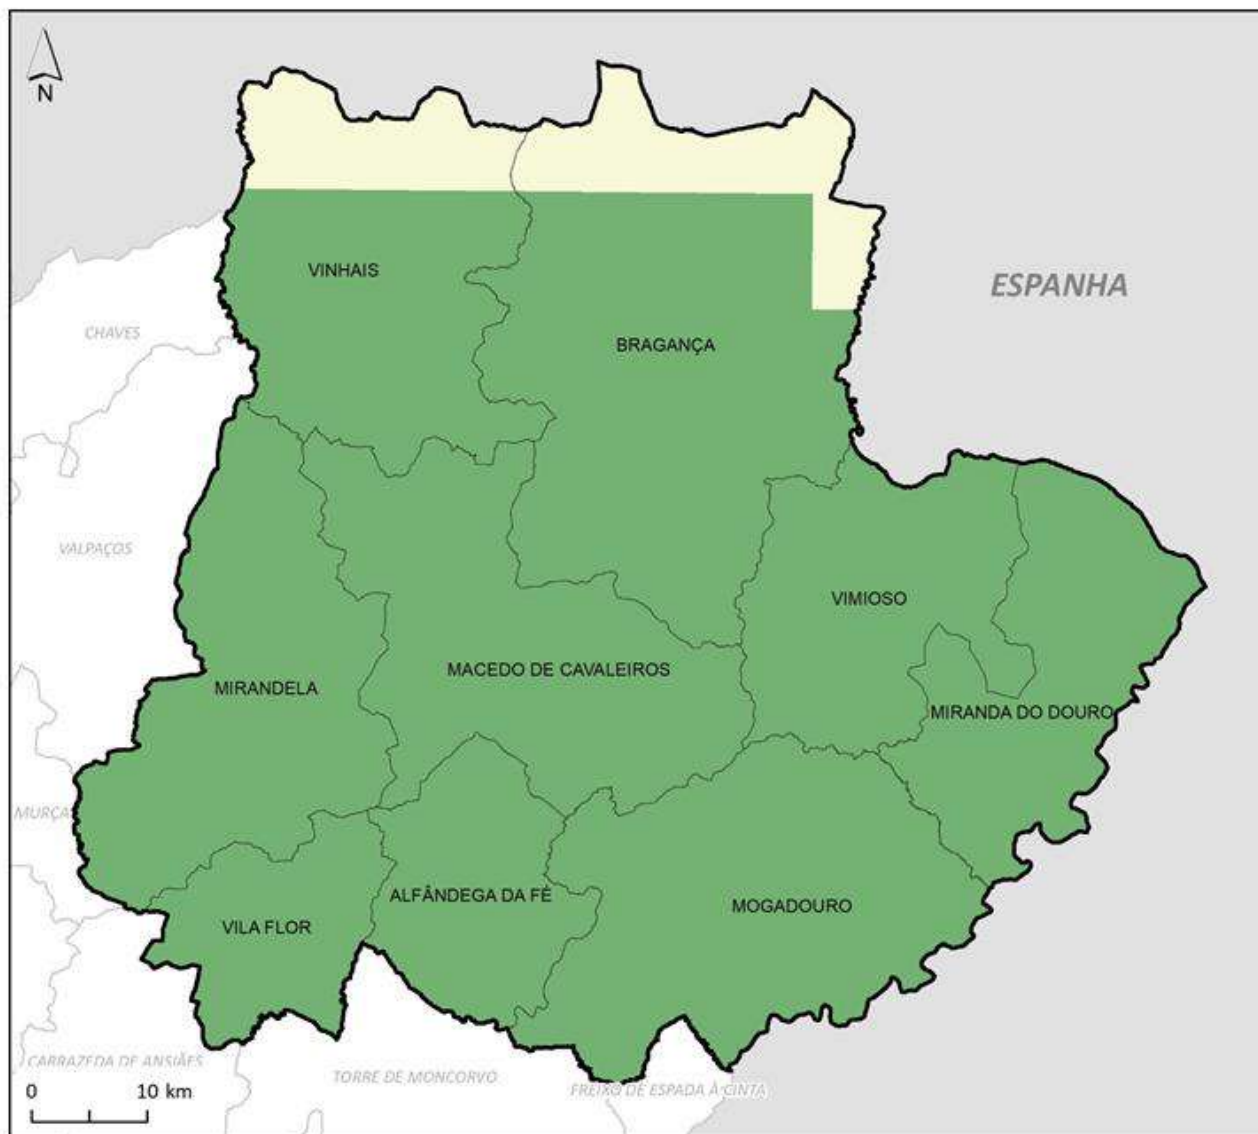 N
VINHAIS
ESPANHA
CHAVES
BRAGANÇA
VALPAÇOS
VIMIOSO
MACEDO DE CAVALEIROS
MIRANDELA
MIRANDA DO DOURO
MURÇA
ALFÂNDEGA DA FÉ
MOGADOURO
VILA FLOR
CARRAZEDA DE ANSIÃES
TORRE DE MONCORVO
FREIXO DE ESPADA À CINTA
0 10 km